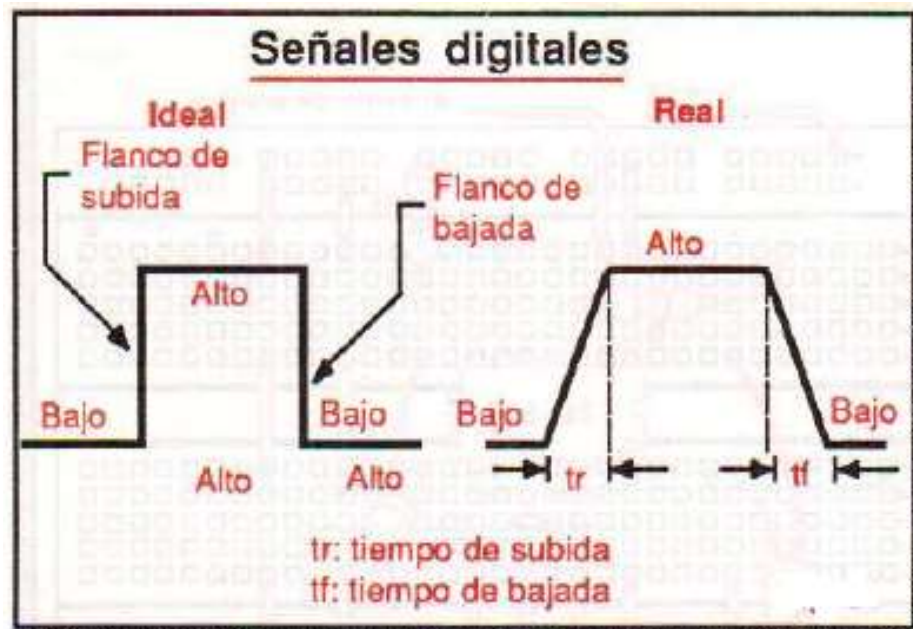 Señales digitales
Ideal
Real
Flanco de
subida
Flanco de
bajada
Alto
Alto
Bajo
Bajo
Bajo
Bajo
Alto
Alto
tr
tf
tr: tiempo de subida
tf: tiempo de bajada